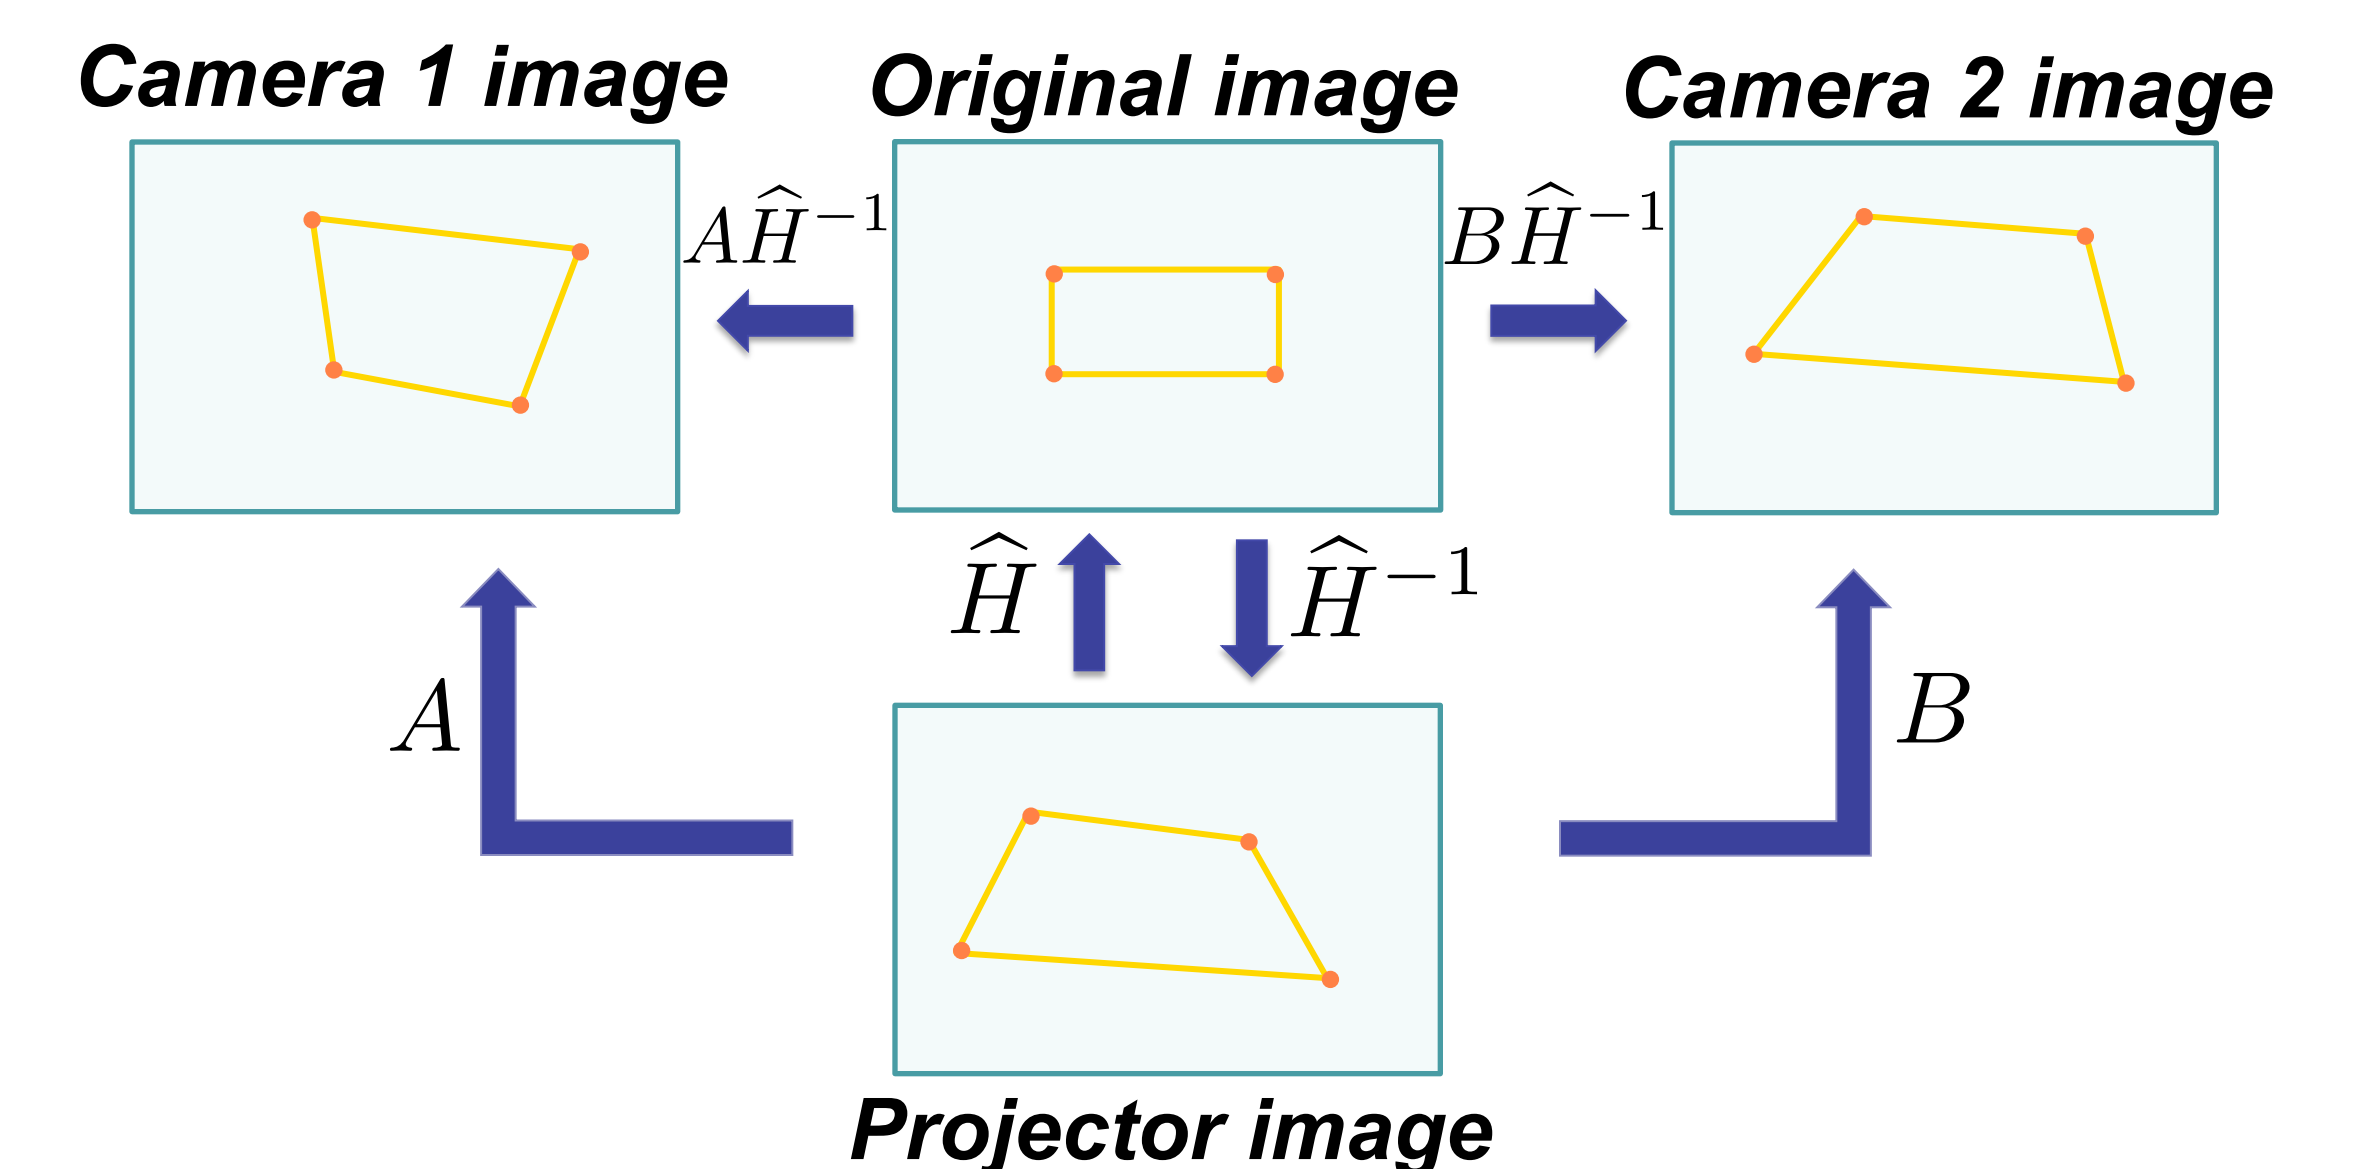 Camera 1 image
Original image
Camera 2 image
AĤ⁻¹
BĤ⁻¹
Ĥ
Ĥ⁻¹
A
B
Projector image